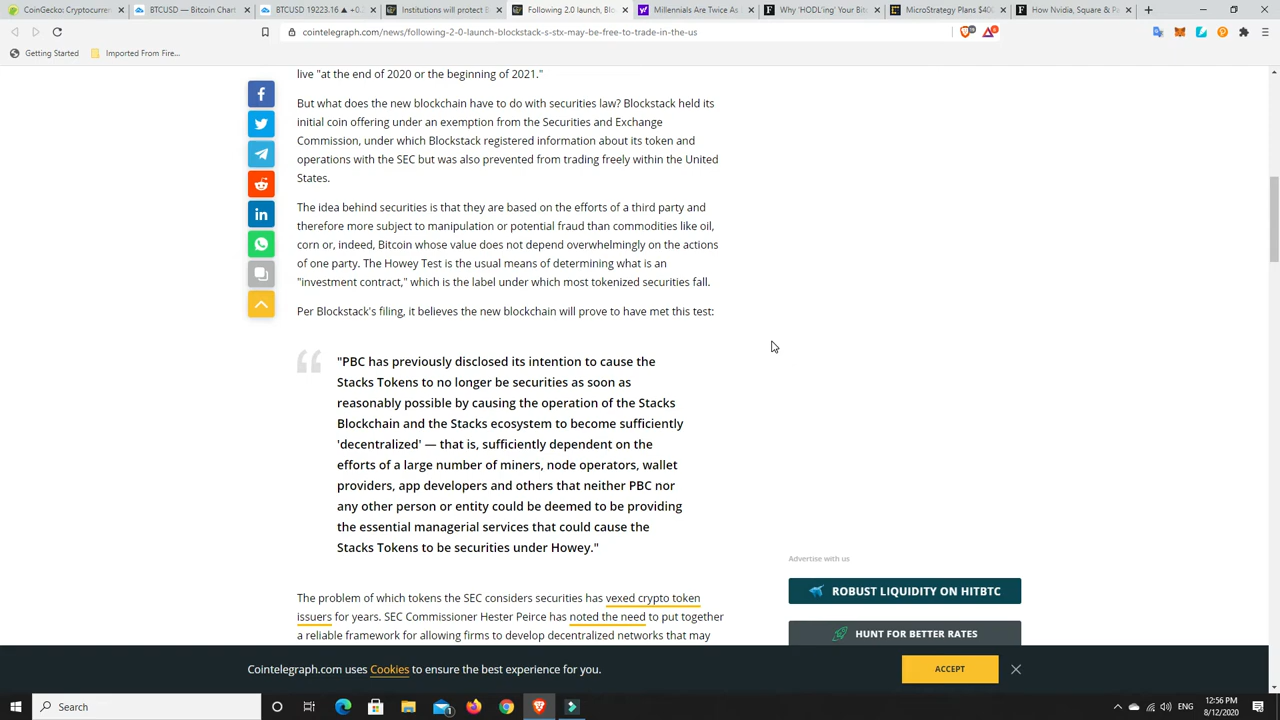 CoinGecko: Cryptocurrenc
BTCUSD — Bitcoin Chart
BTCUSD 19223.16 ▲ +0.3
Institutions will protect B
Following 2.0 launch, Blo
Millennials Are Twice As
Why 'HODL'ing' Your Bit
MicroStrategy Plans $400
How Nvidia, Square & Pa
cointelegraph.com/news/following-2-0-launch-blockstack-s-stx-may-be-free-to-trade-in-the-us
Getting Started
Imported From Fire...
live "at the end of 2020 or the beginning of 2021."
But what does the new blockchain have to do with securities law? Blockstack held its
initial coin offering under an exemption from the Securities and Exchange
Commission, under which Blockstack registered information about its token and
operations with the SEC but was also prevented from trading freely within the United
States.
The idea behind securities is that they are based on the efforts of a third party and
therefore more subject to manipulation or potential fraud than commodities like oil,
corn or, indeed, Bitcoin whose value does not depend overwhelmingly on the actions
of one party. The Howey Test is the usual means of determining what is an
"investment contract," which is the label under which most tokenized securities fall.
Per Blockstack's filing, it believes the new blockchain will prove to have met this test:
"PBC has previously disclosed its intention to cause the
Stacks Tokens to no longer be securities as soon as
reasonably possible by causing the operation of the Stacks
Blockchain and the Stacks ecosystem to become sufficiently
'decentralized' — that is, sufficiently dependent on the
efforts of a large number of miners, node operators, wallet
providers, app developers and others that neither PBC nor
any other person or entity could be deemed to be providing
the essential managerial services that could cause the
Stacks Tokens to be securities under Howey."
Advertise with us
ROBUST LIQUIDITY ON HITBTC
The problem of which tokens the SEC considers securities has vexed crypto token
issuers for years. SEC Commissioner Hester Peirce has noted the need to put together
a reliable framework for allowing firms to develop decentralized networks that may
HUNT FOR BETTER RATES
Cointelegraph.com uses Cookies to ensure the best experience for you.
ACCEPT
Search
ENG
12:56 PM
8/12/2020